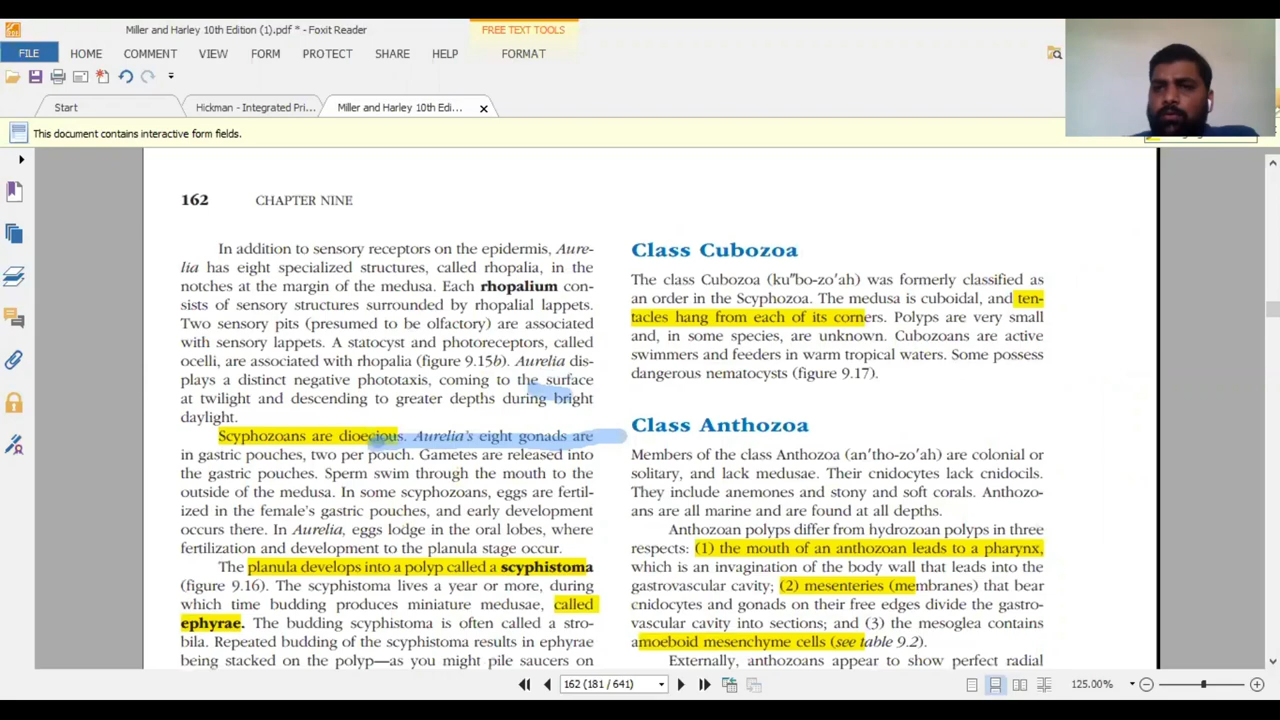 Miller and Harley 10th Edition (1).pdf * - Foxit Reader
FREE TEXT TOOLS
FILE HOME COMMENT VIEW FORM PROTECT SHARE HELP FORMAT
Start
Hickman - Integrated Pri...
Miller and Harley 10th Edi...
This document contains interactive form fields.
162 CHAPTER NINE
In addition to sensory receptors on the epidermis, Aure-
lia has eight specialized structures, called rhopalia, in the
notches at the margin of the medusa. Each rhopalium con-
sists of sensory structures surrounded by rhopalial lappets.
Two sensory pits (presumed to be olfactory) are associated
with sensory lappets. A statocyst and photoreceptors, called
ocelli, are associated with rhopalia (figure 9.15b). Aurelia dis-
plays a distinct negative phototaxis, coming to the surface
at twilight and descending to greater depths during bright
daylight.
Scyphozoans are dioecious. Aurelia's eight gonads are
in gastric pouches, two per pouch. Gametes are released into
the gastric pouches. Sperm swim through the mouth to the
outside of the medusa. In some scyphozoans, eggs are fertil-
ized in the female's gastric pouches, and early development
occurs there. In Aurelia, eggs lodge in the oral lobes, where
fertilization and development to the planula stage occur.
The planula develops into a polyp called a scyphistoma
(figure 9.16). The scyphistoma lives a year or more, during
which time budding produces miniature medusae, called
ephyrae. The budding scyphistoma is often called a stro-
bila. Repeated budding of the scyphistoma results in ephyrae
being stacked on the polyp—as you might pile saucers on
Class Cubozoa
The class Cubozoa (ku″bo-zo′ah) was formerly classified as
an order in the Scyphozoa. The medusa is cuboidal, and ten-
tacles hang from each of its corners. Polyps are very small
and, in some species, are unknown. Cubozoans are active
swimmers and feeders in warm tropical waters. Some possess
dangerous nematocysts (figure 9.17).
Class Anthozoa
Members of the class Anthozoa (an′tho-zo′ah) are colonial or
solitary, and lack medusae. Their cnidocytes lack cnidocils.
They include anemones and stony and soft corals. Anthozo-
ans are all marine and are found at all depths.
Anthozoan polyps differ from hydrozoan polyps in three
respects: (1) the mouth of an anthozoan leads to a pharynx,
which is an invagination of the body wall that leads into the
gastrovascular cavity; (2) mesenteries (membranes) that bear
cnidocytes and gonads on their free edges divide the gastro-
vascular cavity into sections; and (3) the mesoglea contains
amoeboid mesenchyme cells (see table 9.2).
Externally, anthozoans appear to show perfect radial
162 (181 / 641)
125.00%